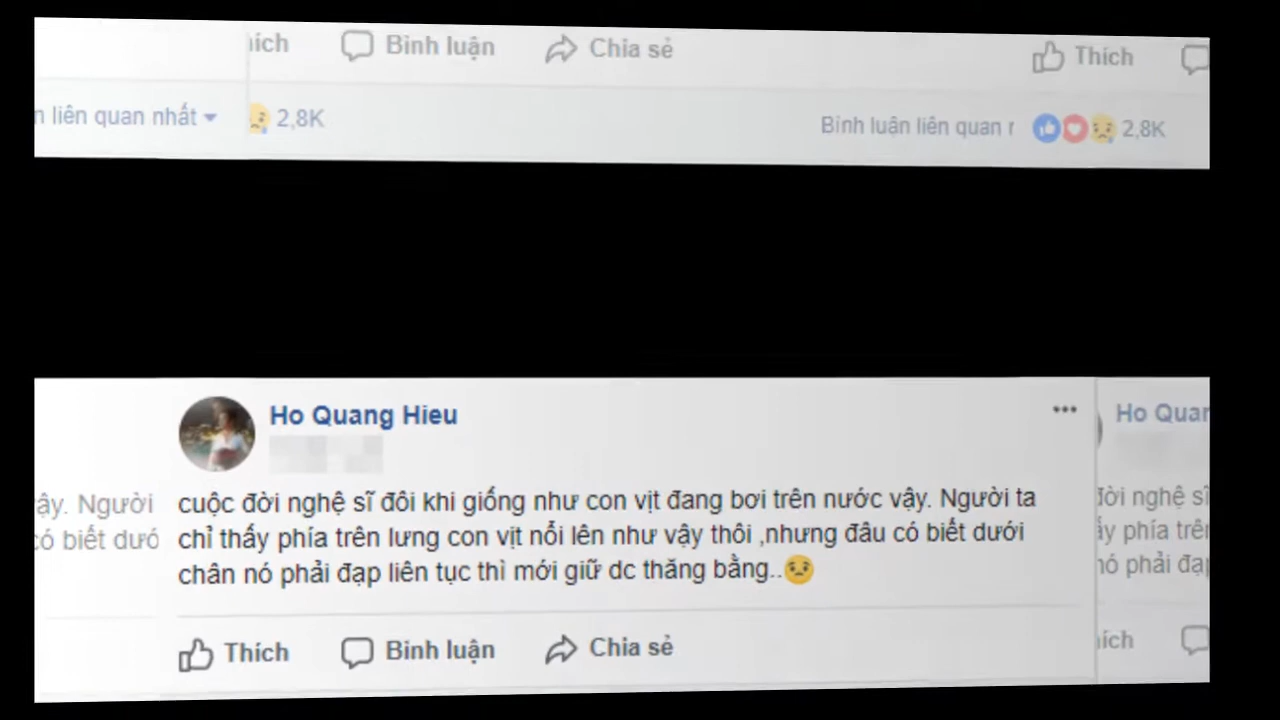 hích Bình luận Chia sẻ Thích
n liên quan nhất 2,8K Bình luận liên quan r 2,8K
Ho Quang Hieu Ho Quar
cuộc đời nghệ sĩ đôi khi giống như con vịt đang bơi trên nước vậy. Người ta
chỉ thấy phía trên lưng con vịt nổi lên như vậy thôi ,nhưng đâu có biết dưới
chân nó phải đạp liên tục thì mới giữ dc thăng bằng..😟
ậy. Người
có biết dướ
đời nghệ sĩ
ấy phía trên
nó phải đạp
Thích Bình luận Chia sẻ hích